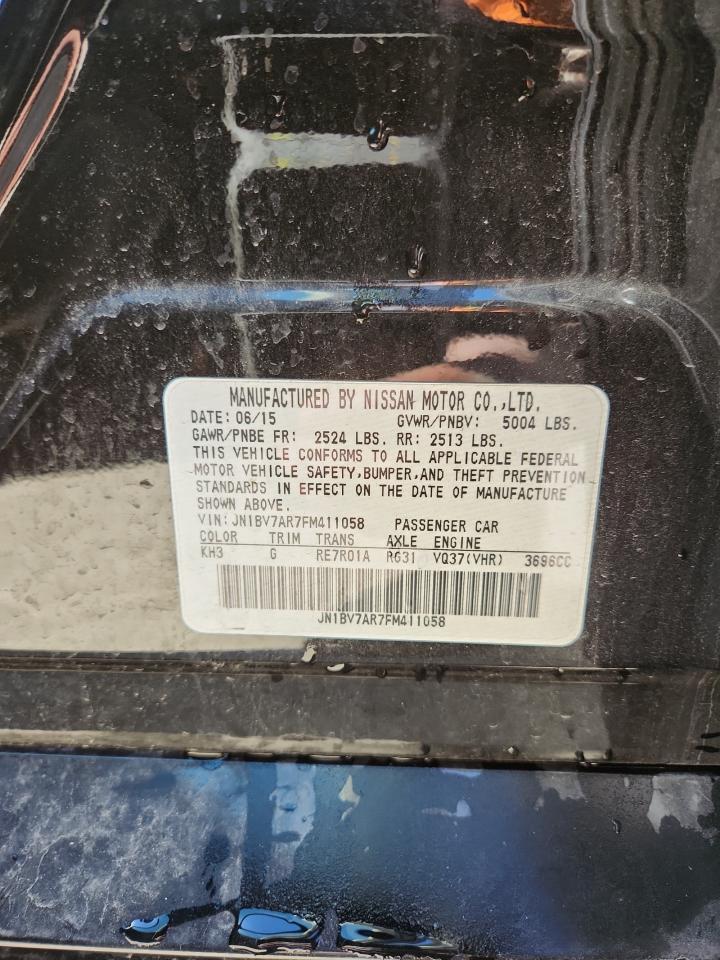 MANUFACTURED BY NISSAN MOTOR CO.,LTD.
DATE: 06/15 GVWR/PNBV: 5004 LBS.
GAWR/PNBE FR: 2524 LBS. RR: 2513 LBS.
THIS VEHICLE CONFORMS TO ALL APPLICABLE FEDERAL
MOTOR VEHICLE SAFETY,BUMPER,AND THEFT PREVENTION
STANDARDS IN EFFECT ON THE DATE OF MANUFACTURE
SHOWN ABOVE.
VIN:JN1BV7AR7FM411058 PASSENGER CAR
COLOR TRIM TRANS AXLE ENGINE
KH3 G RE7R01A R631 VQ37(VHR) 3696CC
JN1BV7AR7FM411058